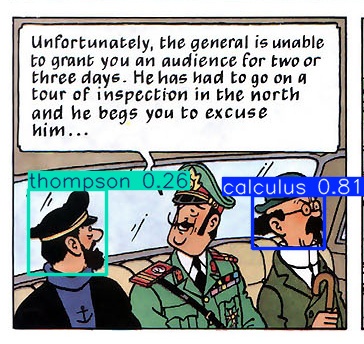 Unfortunately, the general is unable
to grant you an audience for two or
three days. He has had to go on a
tour of inspection in the north
and he begs you to excuse
him...
thompson 0.26
calculus 0.81